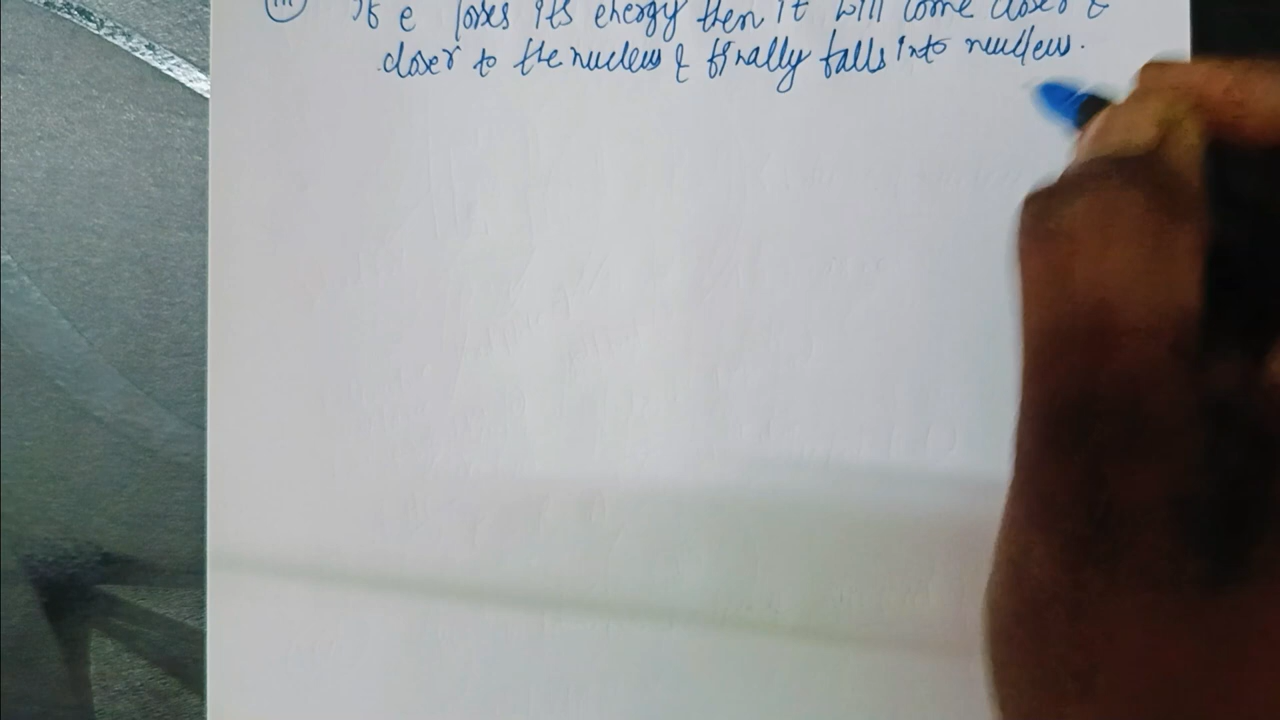 (iii) If e loses its energy then it will come closer &
closer to the nucleus & finally falls into nucleus.